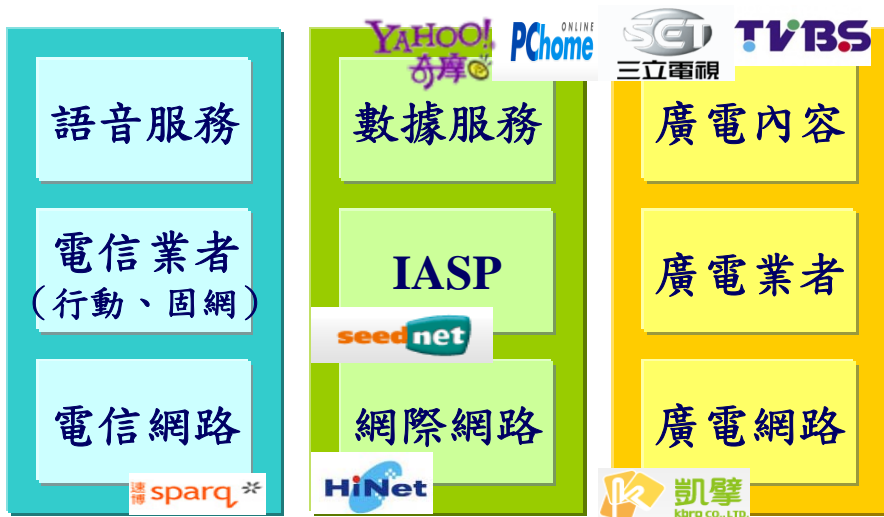 YAHOO!
奇摩
PChome
ONLINE
SET
三立電視
TVBS
語音服務
數據服務
廣電內容
電信業者
(行動、固網)
IASP
廣電業者
seednet
電信網路
網際網路
廣電網路
速博 sparq
HiNet
凱擘
kbro CO., LTD.